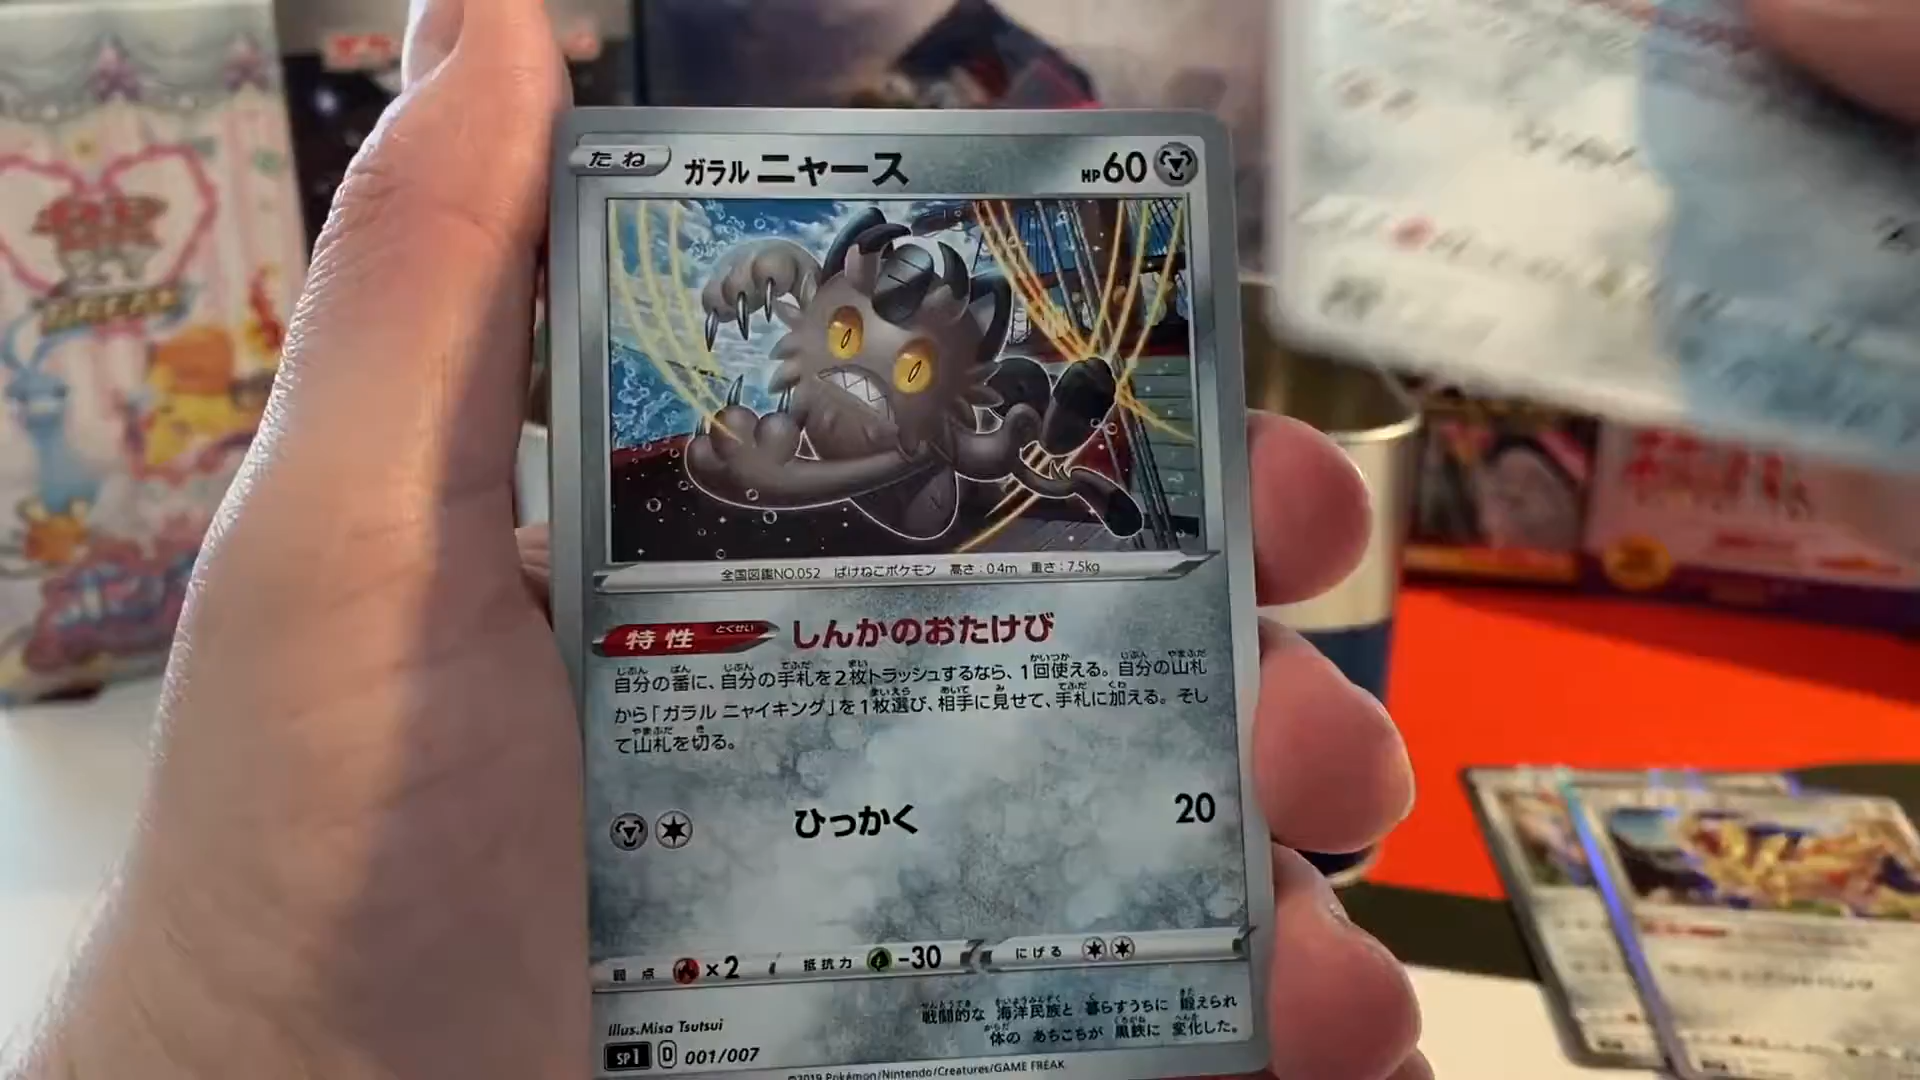 たね ガラル ニャース HP60
全国図鑑NO.052 ばけねこポケモン 高さ:0.4m 重さ:7.5kg
特性 とくせい しんかのおたけび
自分の番に、自分の手札を2枚トラッシュするなら、1回使える。自分の山札
から「ガラル ニャイキング」を1枚選び、相手に見せて、手札に加える。そし
て山札を切る。
ひっかく 20
弱点 ×2 抵抗力 -30 にげる
戦闘的な 海洋民族と 暮らすうちに 鍛えられ
体の あちこちが 黒鉄に 変化した。
Illus. Misa Tsutsui
SP1 D 001/007
©2019 Pokémon/Nintendo/Creatures/GAME FREAK